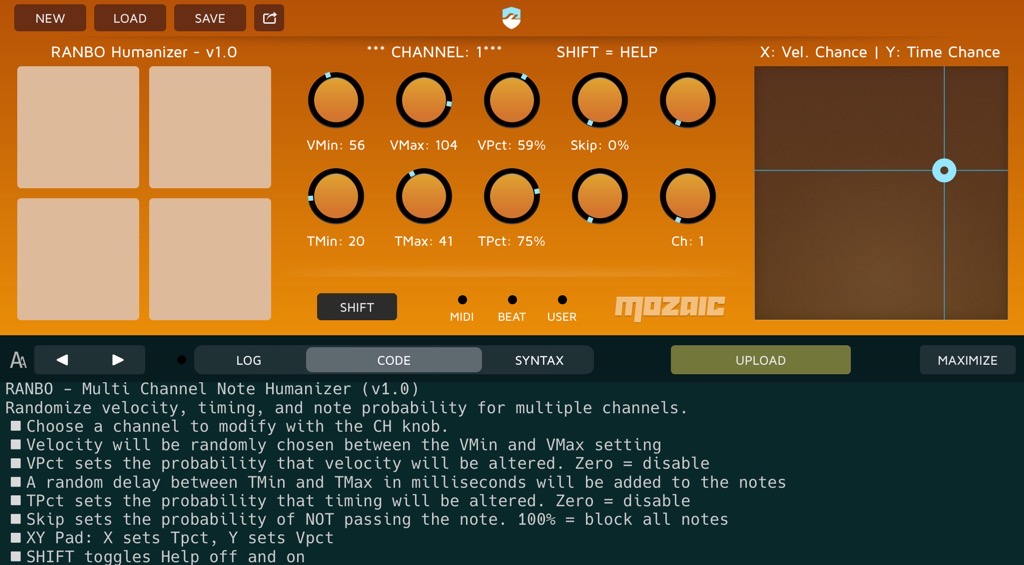 NEW LOAD SAVE
RANBO Humanizer - v1.0
*** CHANNEL: 1***
SHIFT = HELP
X: Vel. Chance | Y: Time Chance
VMin: 56 VMax: 104 VPct: 59% Skip: 0%
TMin: 20 TMax: 41 TPct: 75% Ch: 1
SHIFT
MIDI BEAT USER
MOZAIC
AA LOG CODE SYNTAX UPLOAD MAXIMIZE
RANBO – Multi Channel Note Humanizer (v1.0)
Randomize velocity, timing, and note probability for multiple channels.
Choose a channel to modify with the CH knob.
Velocity will be randomly chosen between the VMin and VMax setting
VPct sets the probability that velocity will be altered. Zero = disable
A random delay between TMin and TMax in milliseconds will be added to the notes
TPct sets the probability that timing will be altered. Zero = disable
Skip sets the probability of NOT passing the note. 100% = block all notes
XY Pad: X sets Tpct, Y sets Vpct
SHIFT toggles Help off and on